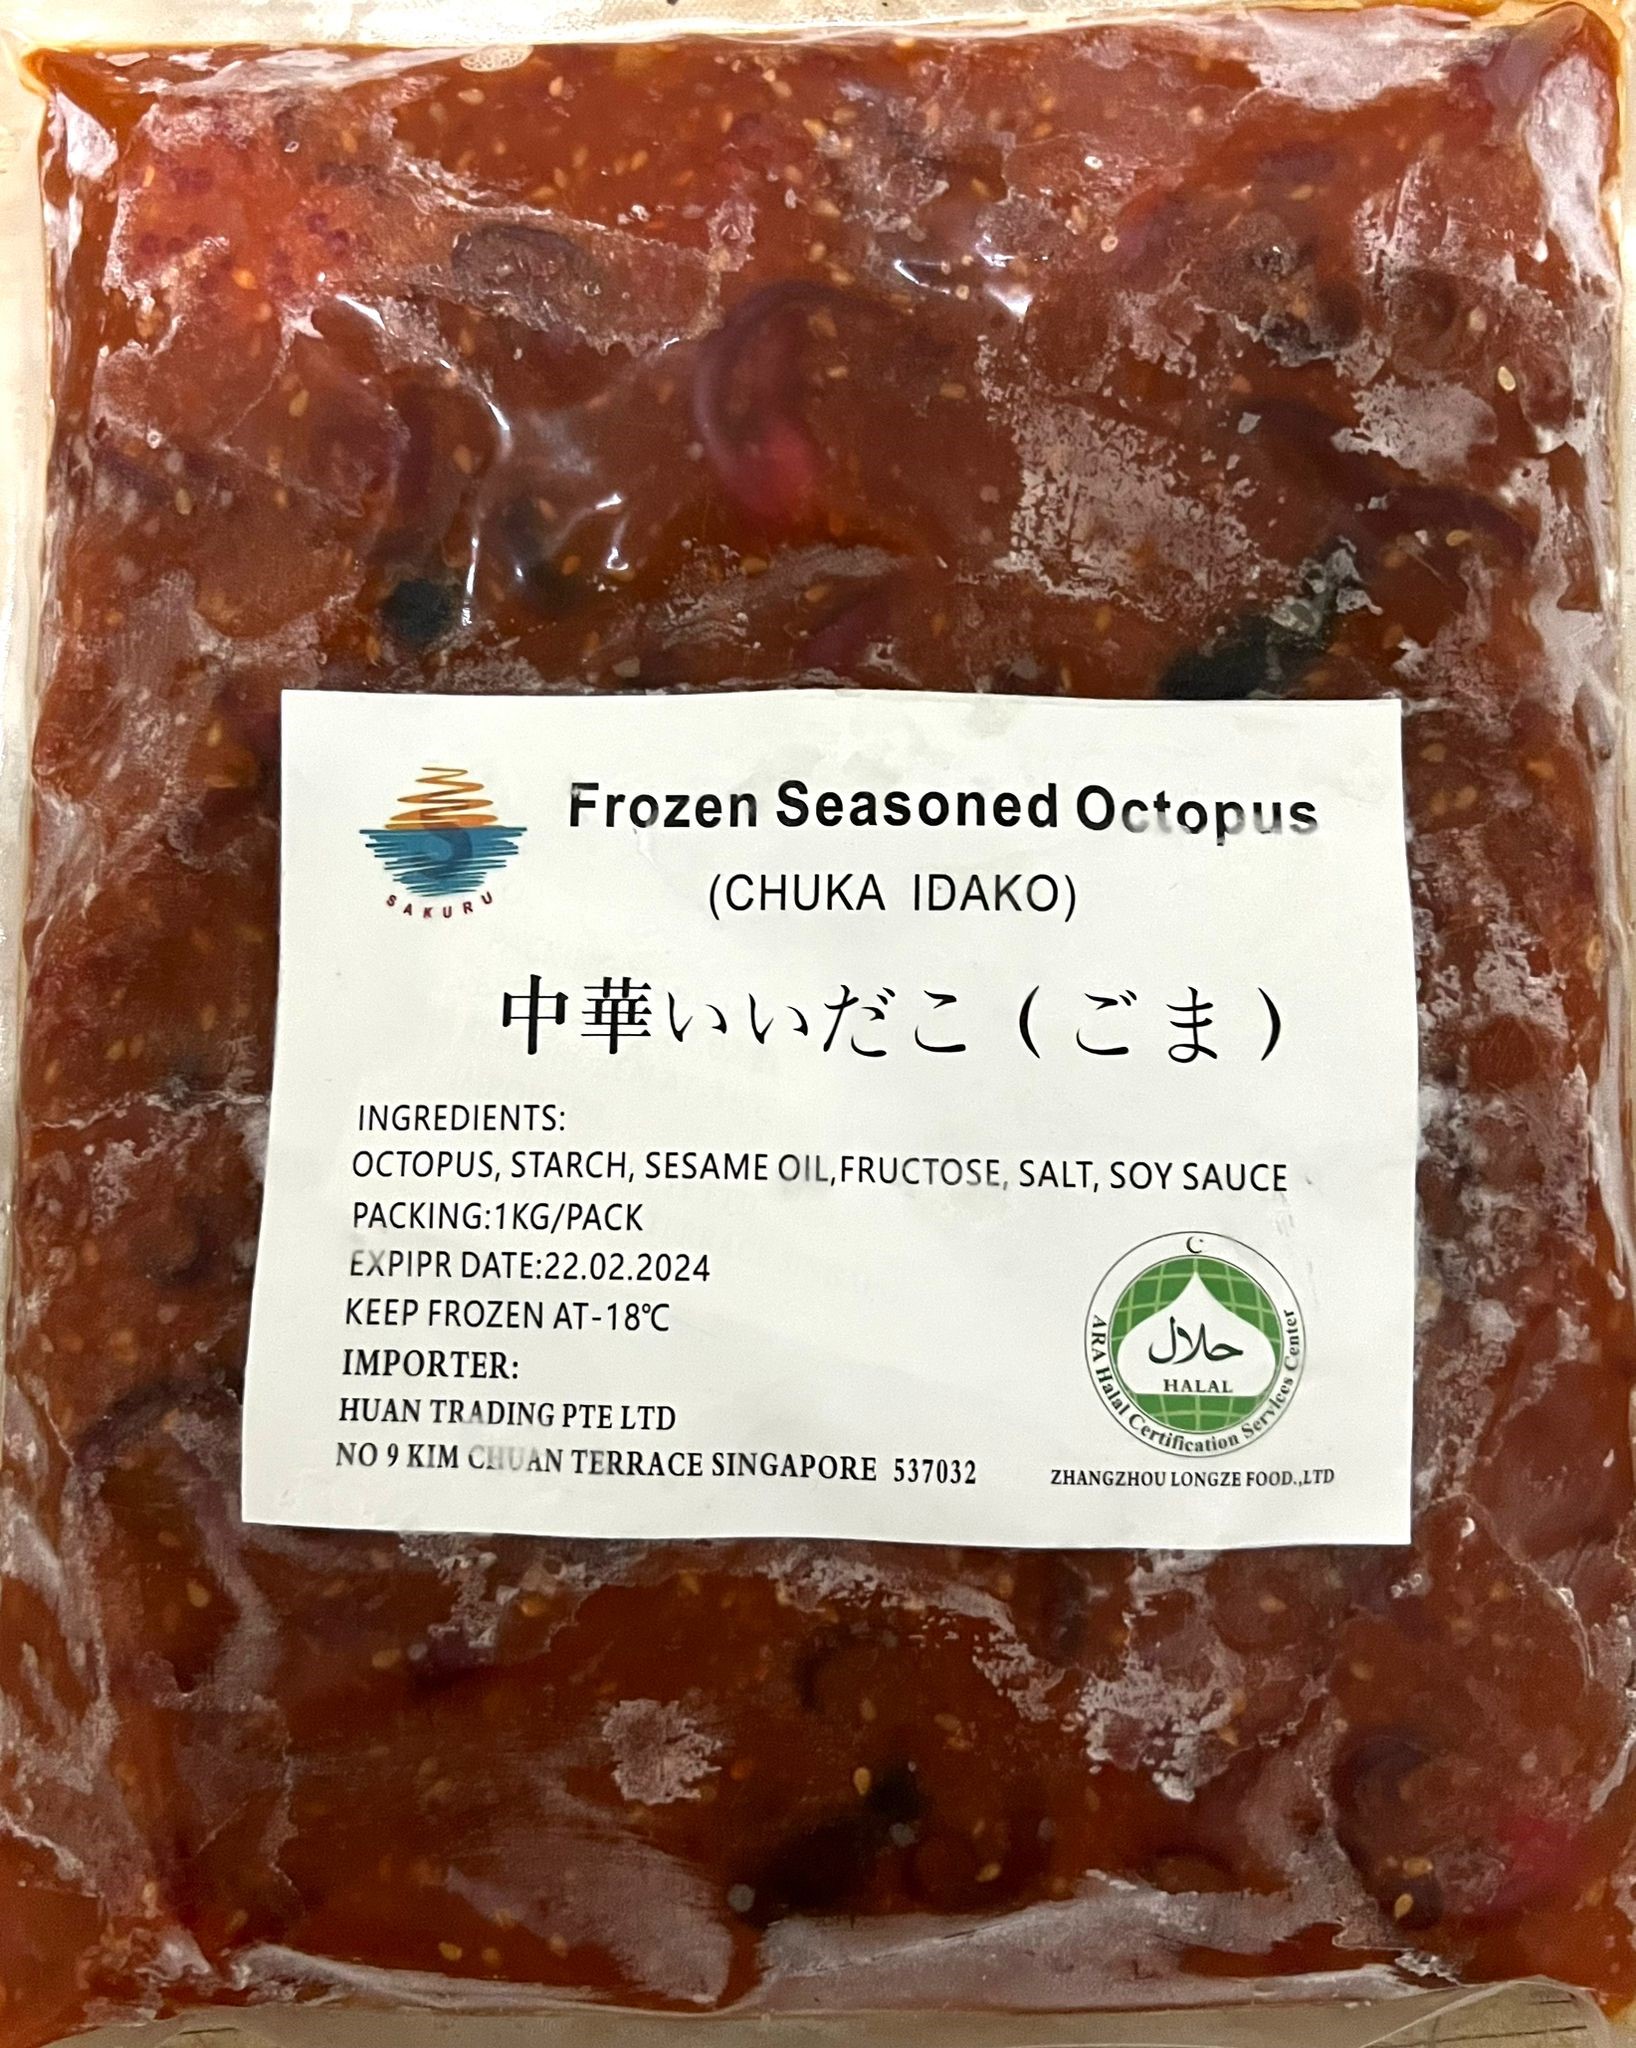 SAKURU
Frozen Seasoned Octopus
(CHUKA IDAKO)
中華いいだこ(ごま)
INGREDIENTS:
OCTOPUS, STARCH, SESAME OIL,FRUCTOSE, SALT, SOY SAUCE
PACKING:1KG/PACK
EXPIPR DATE:22.02.2024
KEEP FROZEN AT-18℃
IMPORTER:
HUAN TRADING PTE LTD
NO 9 KIM CHUAN TERRACE SINGAPORE 537032
حلال
HALAL
ARA Halal Certification Services Center
ZHANGZHOU LONGZE FOOD.,LTD